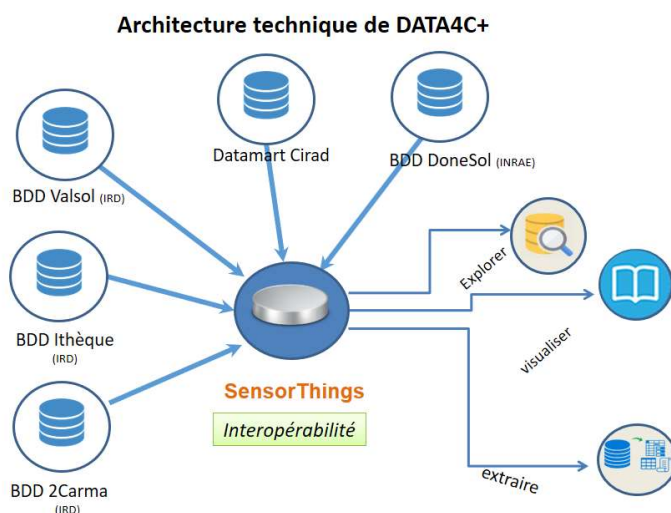 Architecture technique de DATA4C+
Datamart Cirad
BDD DoneSol (INRAE)
BDD Valsol (IRD)
Explorer
BDD Ithèque
(IRD)
visualiser
SensorThings
Interopérabilité
extraire
BDD 2Carma
(IRD)